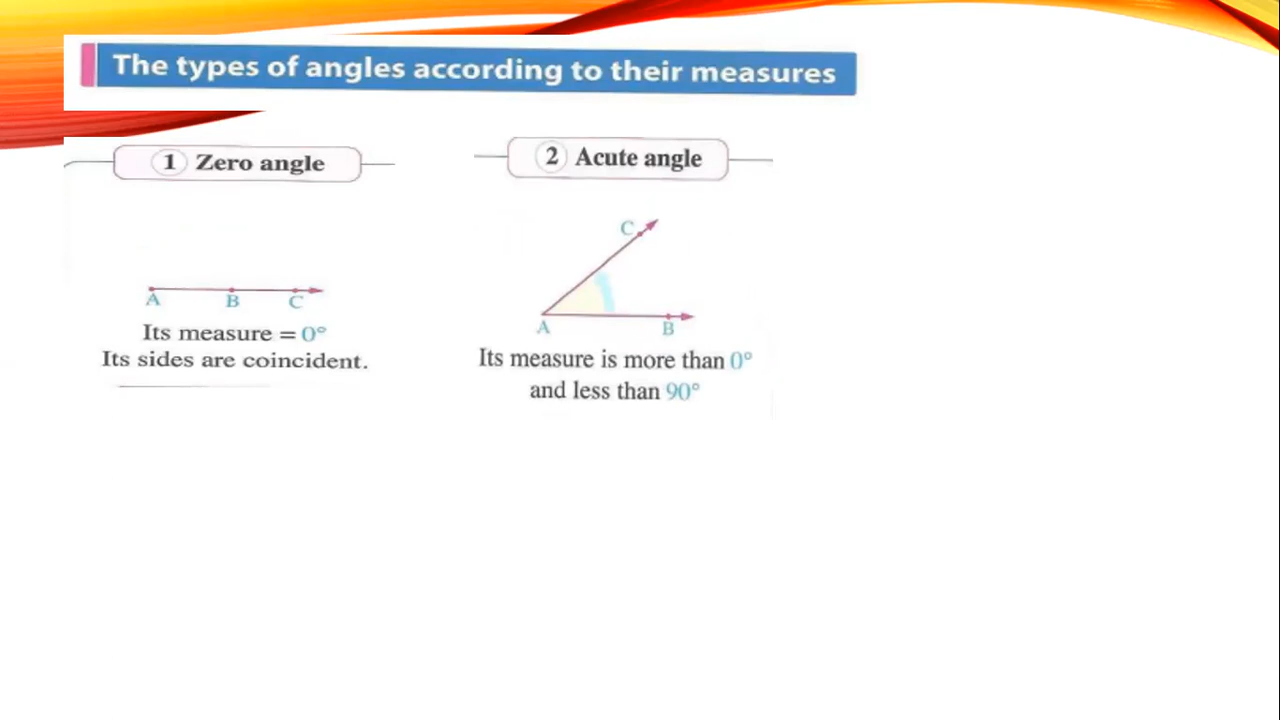 The types of angles according to their measures
1 Zero angle
A B C
Its measure = 0°
Its sides are coincident.
2 Acute angle
C
A B
Its measure is more than 0°
and less than 90°